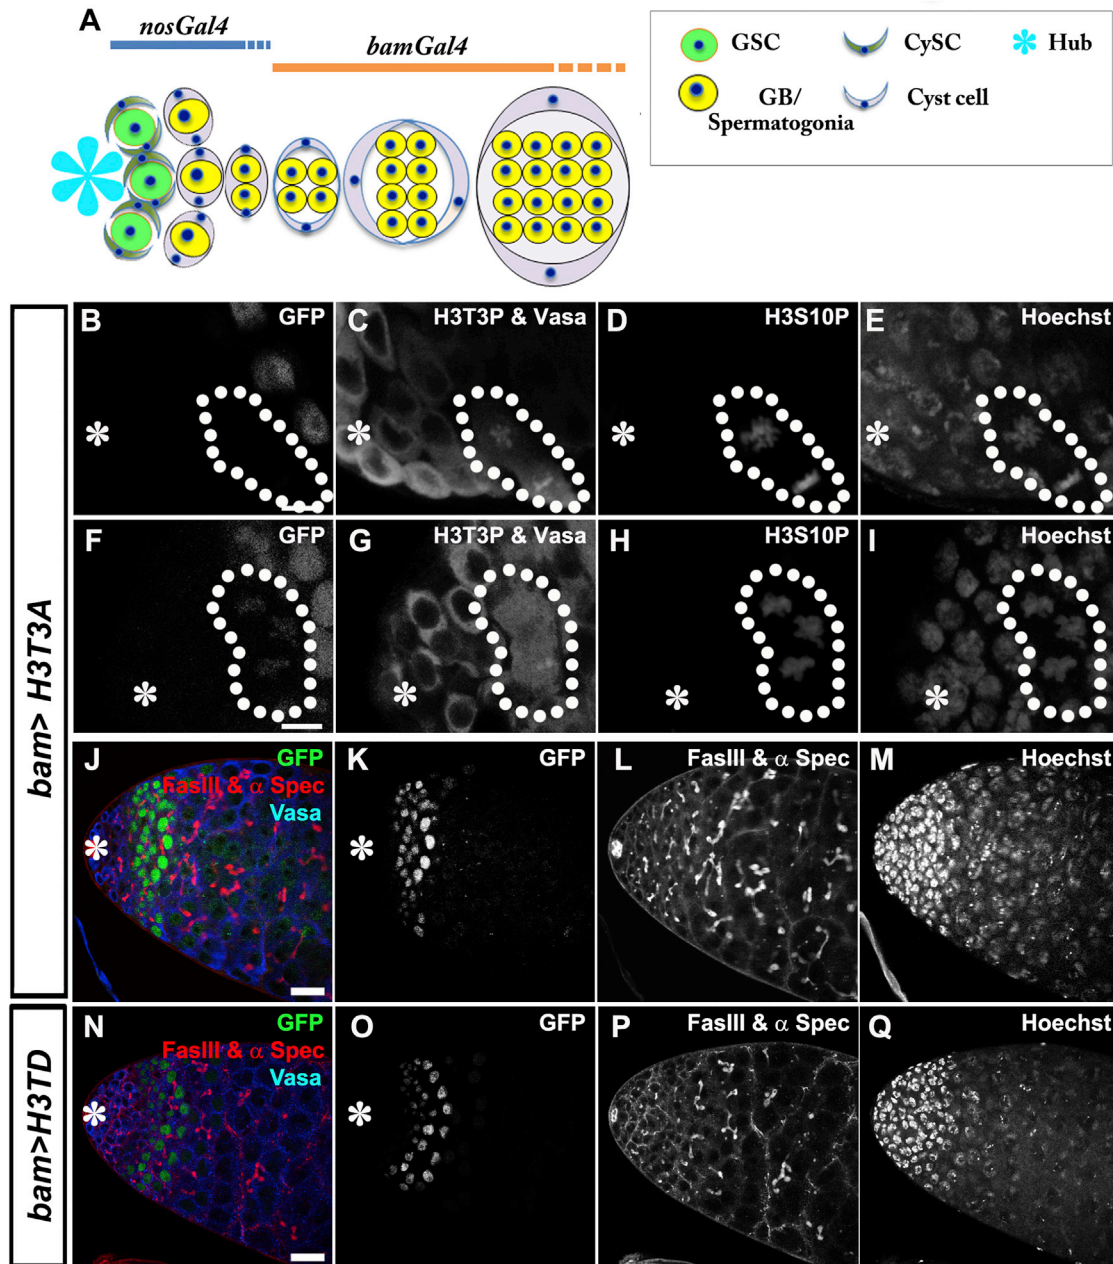 A
nosGal4
bamGal4
GSC
CySC
Hub
GB/
Spermatogonia
Cyst cell
bam> H3T3A
B
GFP
C
H3T3P & Vasa
D
H3S10P
E
Hoechst
F
GFP
G
H3T3P & Vasa
H
H3S10P
I
Hoechst
J
GFP
FasIII & α Spec
Vasa
K
GFP
L
FasIII & α Spec
M
Hoechst
bam>H3TD
N
GFP
FasIII & α Spec
Vasa
O
GFP
P
FasIII & α Spec
Q
Hoechst